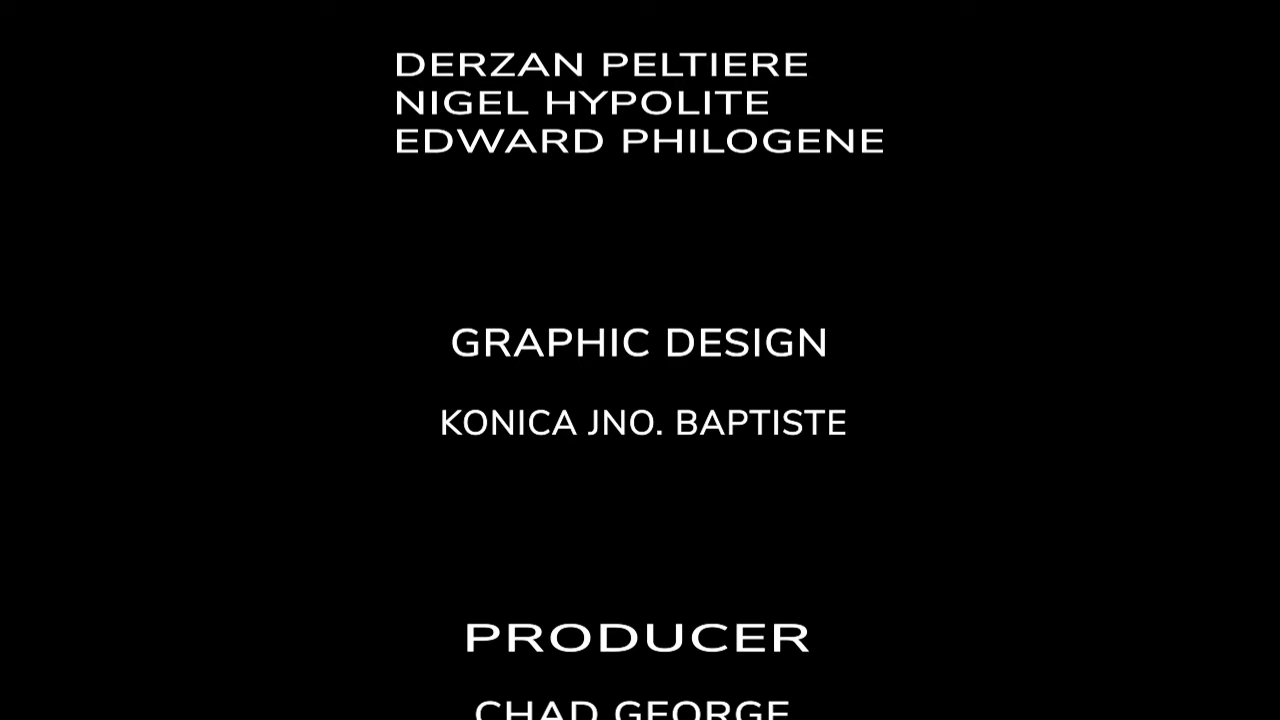 DERZAN PELTIERE
NIGEL HYPOLITE
EDWARD PHILOGENE
GRAPHIC DESIGN
KONICA JNO. BAPTISTE
PRODUCER
CHAD GEORGE